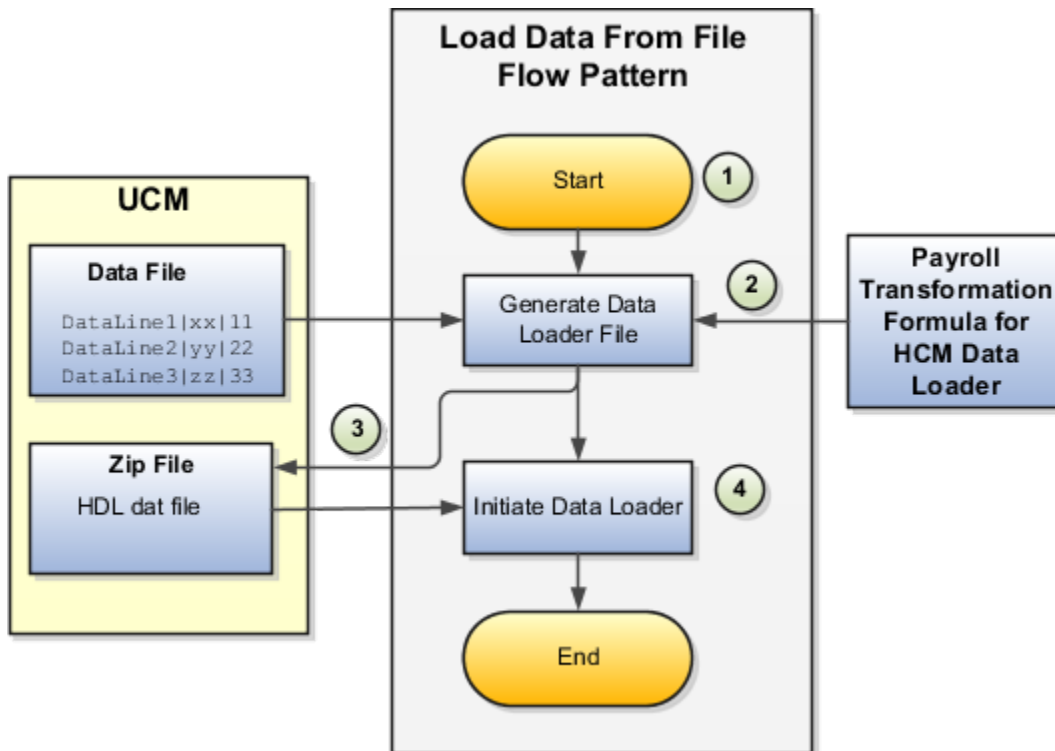 Load Data From File
Flow Pattern
Start
1
UCM
Data File
DataLine1|xx|11
DataLine2|yy|22
DataLine3|zz|33
Generate Data
Loader File
2
Payroll
Transformation
Formula for
HCM Data
Loader
3
Zip File
HDL dat file
Initiate Data Loader
4
End